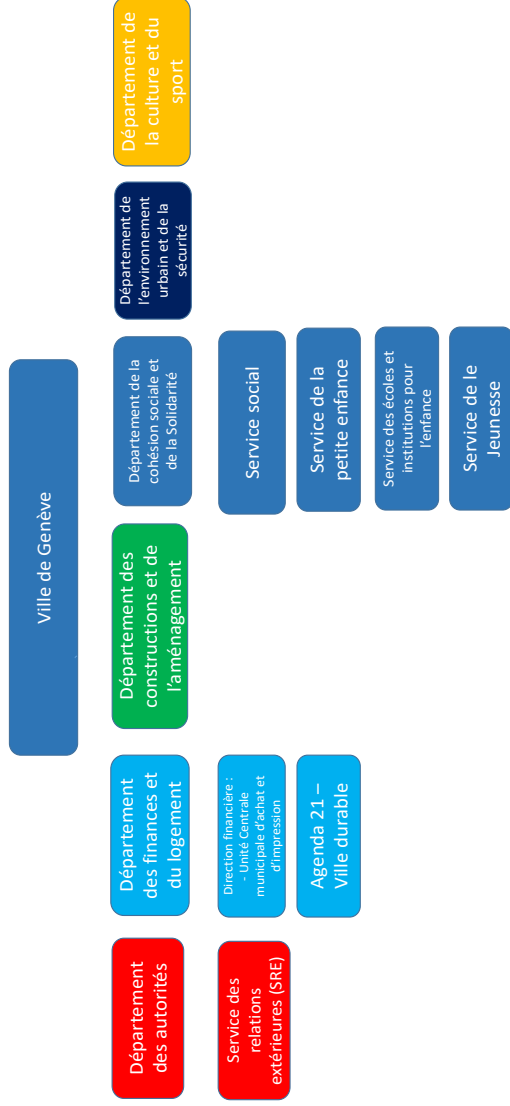 Ville de Genève
Département
des autorités
Département
des finances et
du logement
Département des
constructions et de
l'aménagement
Département de la
cohésion sociale et
de la Solidarité
Département de
l'environnement
urbain et de la
sécurité
Département de
la culture et du
sport
Service des
relations
extérieures (SRE)
Direction financière :
- Unité Centrale
municipale d'achat et
d'impression
Agenda 21 –
Ville durable
Service social
Service de la
petite enfance
Service des écoles et
institutions pour
l'enfance
Service de le
Jeunesse